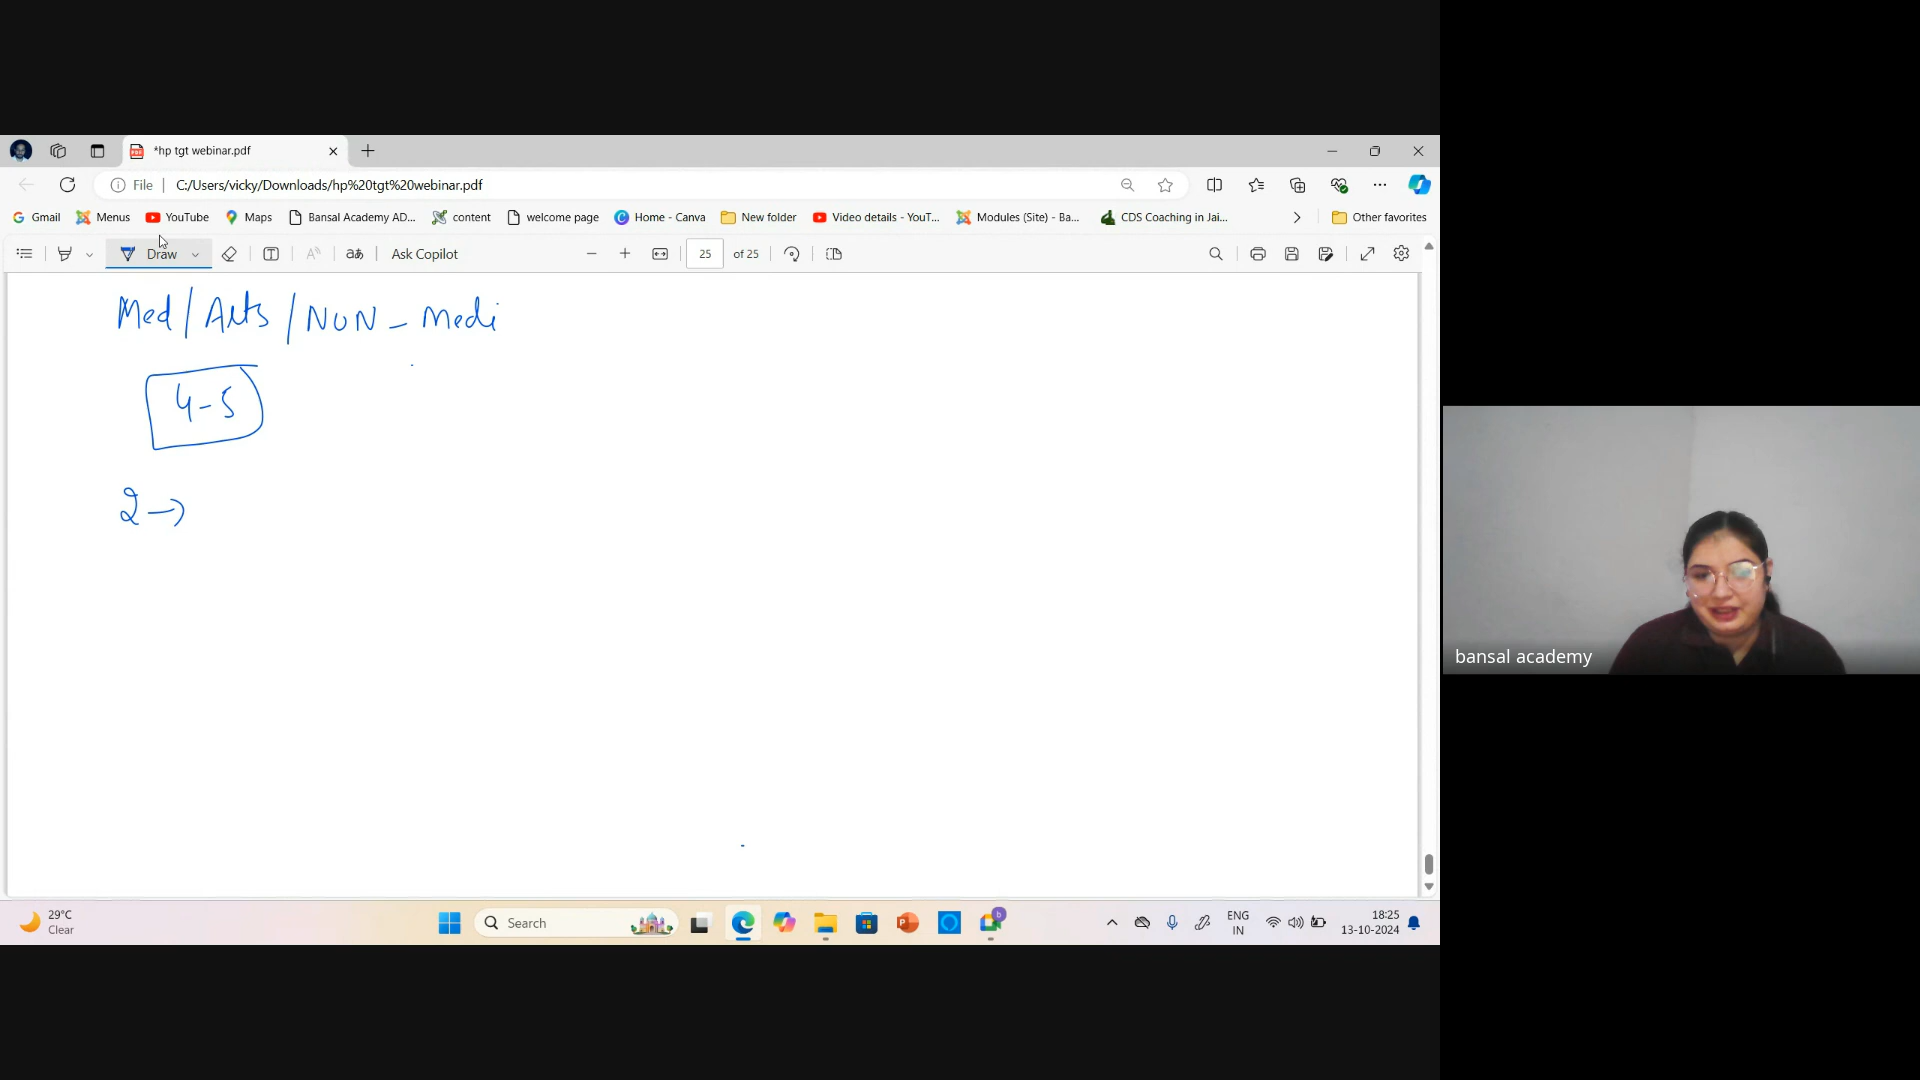 *hp tgt webinar.pdf
File C:/Users/vicky/Downloads/hp%20tgt%20webinar.pdf
Gmail Menus YouTube Maps Bansal Academy AD... content welcome page Home - Canva New folder Video details - YouT... Modules (Site) - Ba... CDS Coaching in Jai... Other favorites
Draw aあ Ask Copilot 25 of 25
Med/Arts/NON-Medi
4-5
2→
bansal academy
29°C
Clear
Search
ENG
IN
18:25
13-10-2024